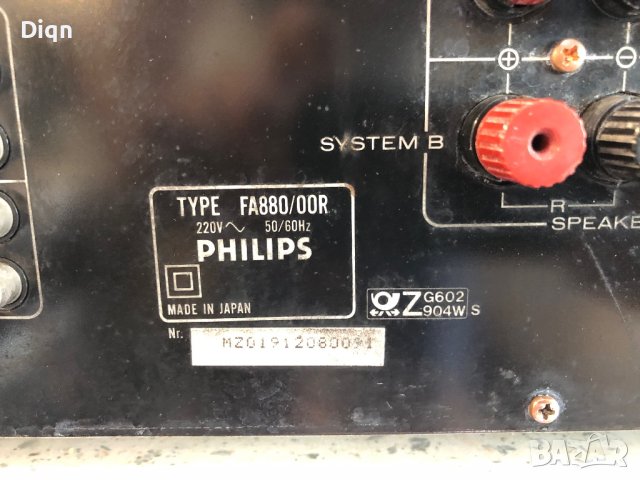 Diqn
SYSTEM B
R
SPEAKE
TYPE FA880/00R
220V~ 50/60Hz
PHILIPS
MADE IN JAPAN
Z G602
904W S
Nr. MZ01912080091
BAZAR